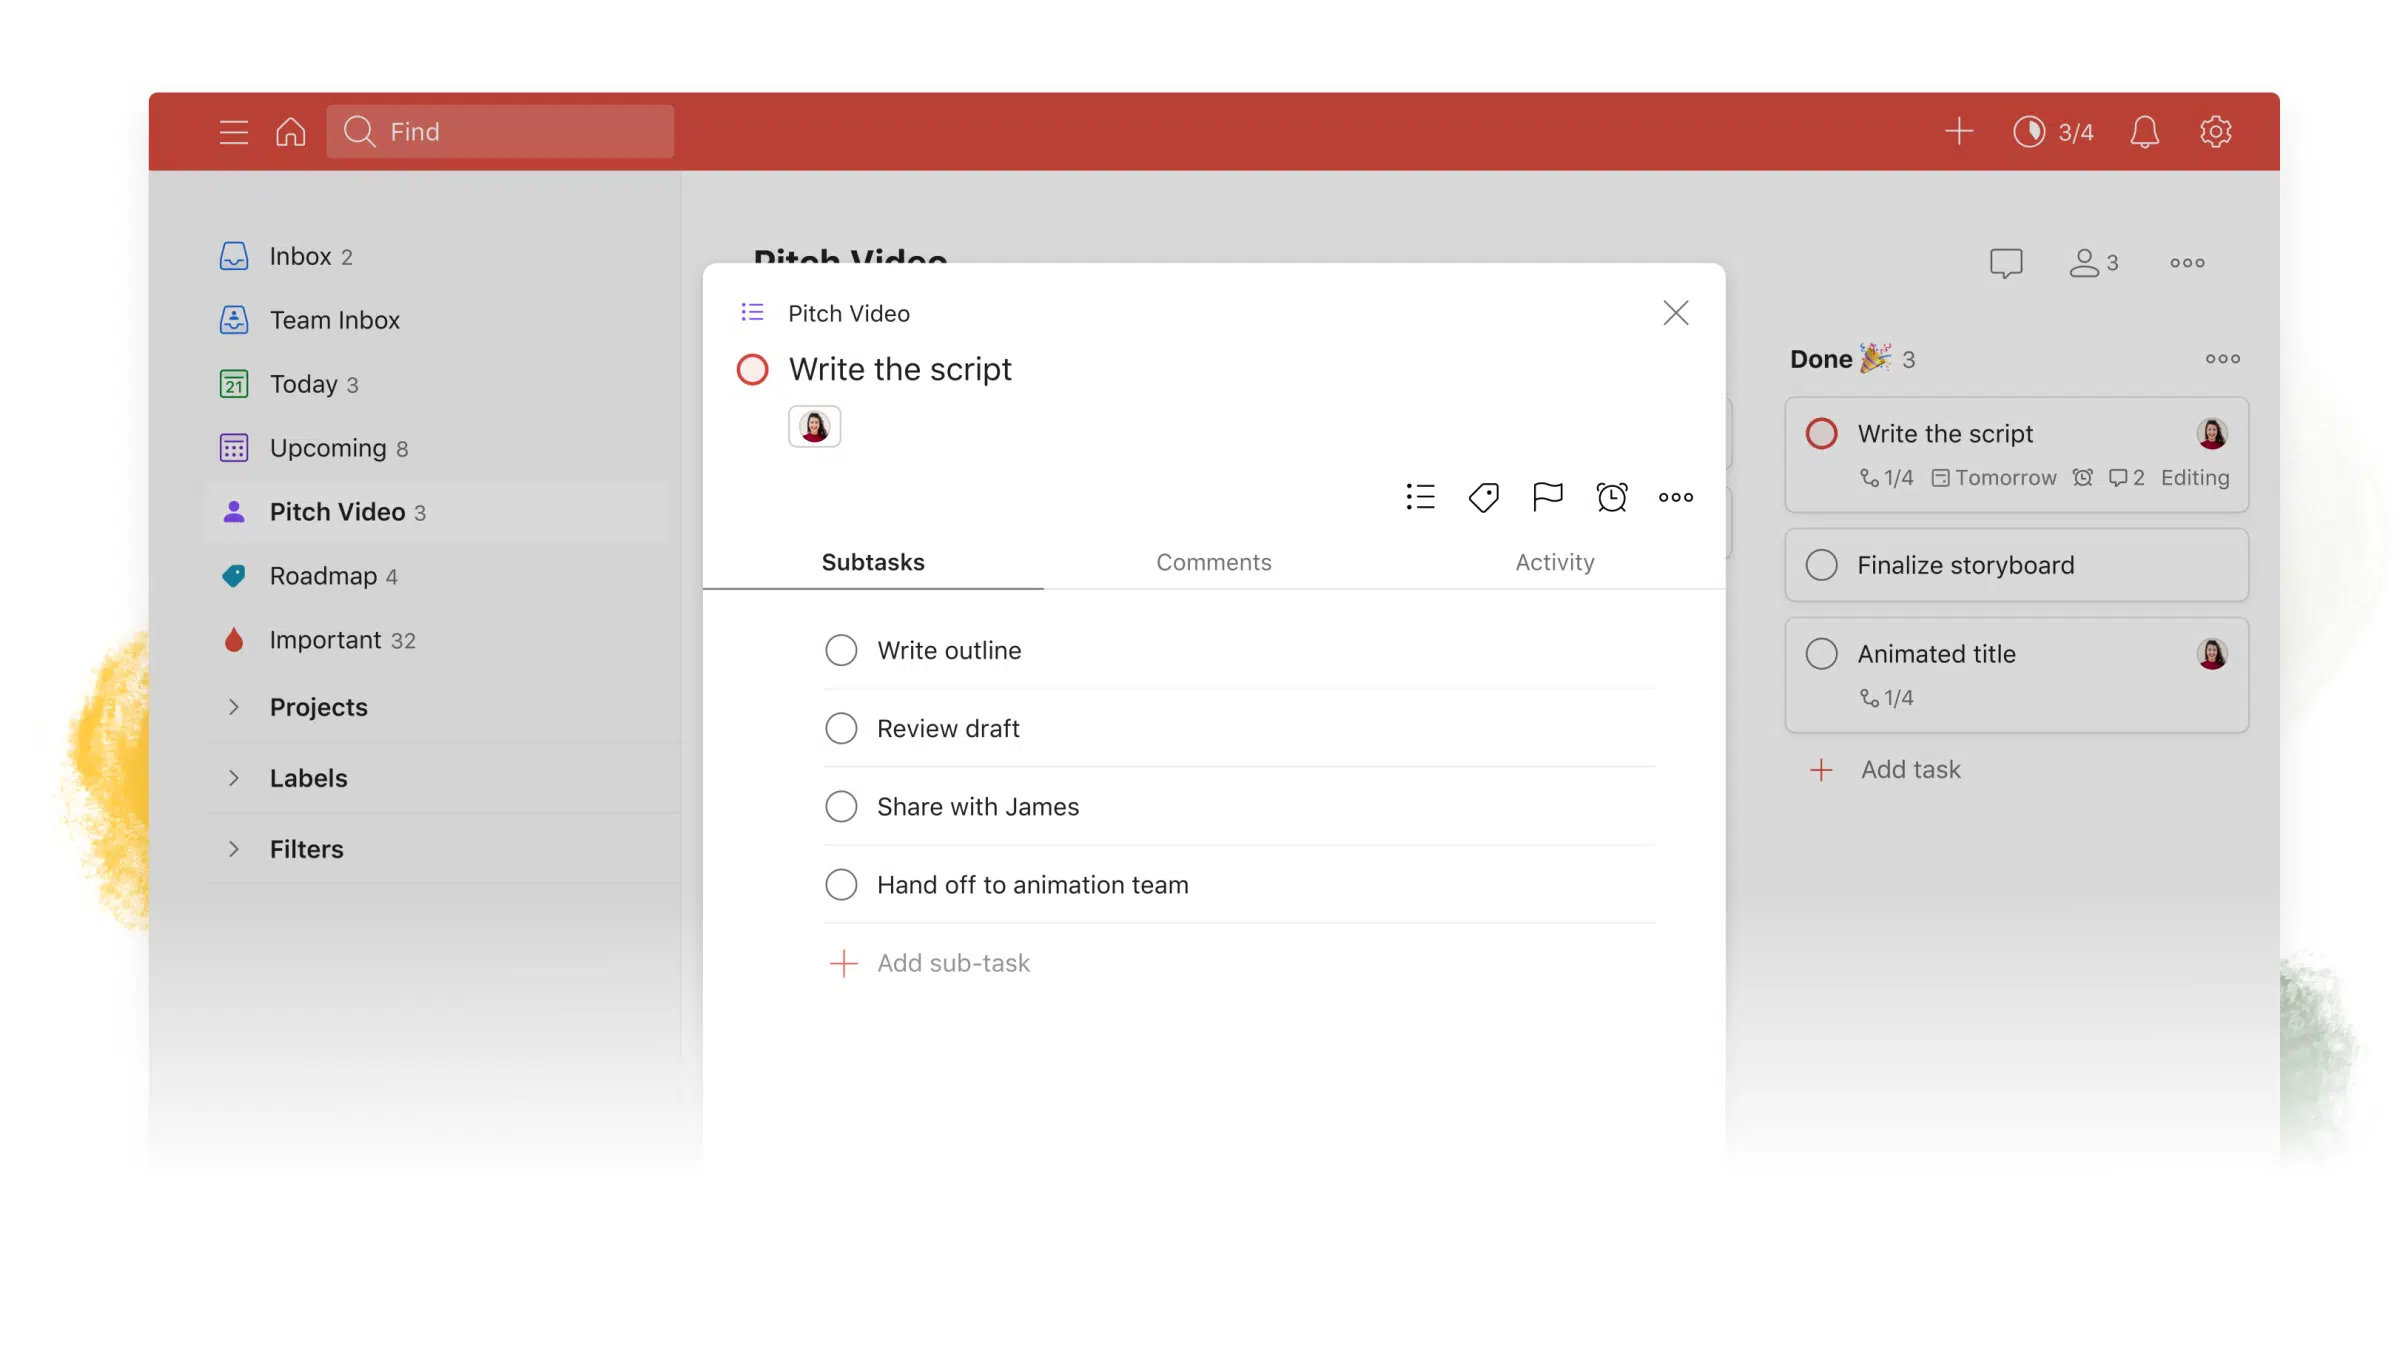 Find
3/4
Inbox 2
Team Inbox
21 Today 3
Upcoming 8
Pitch Video 3
Roadmap 4
Important 32
Projects
Labels
Filters
Pitch Video
3
Pitch Video
Write the script
Subtasks Comments Activity
Write outline
Review draft
Share with James
Hand off to animation team
Add sub-task
Done 🎉 3
Write the script
1/4 Tomorrow 2 Editing
Finalize storyboard
Animated title
1/4
Add task